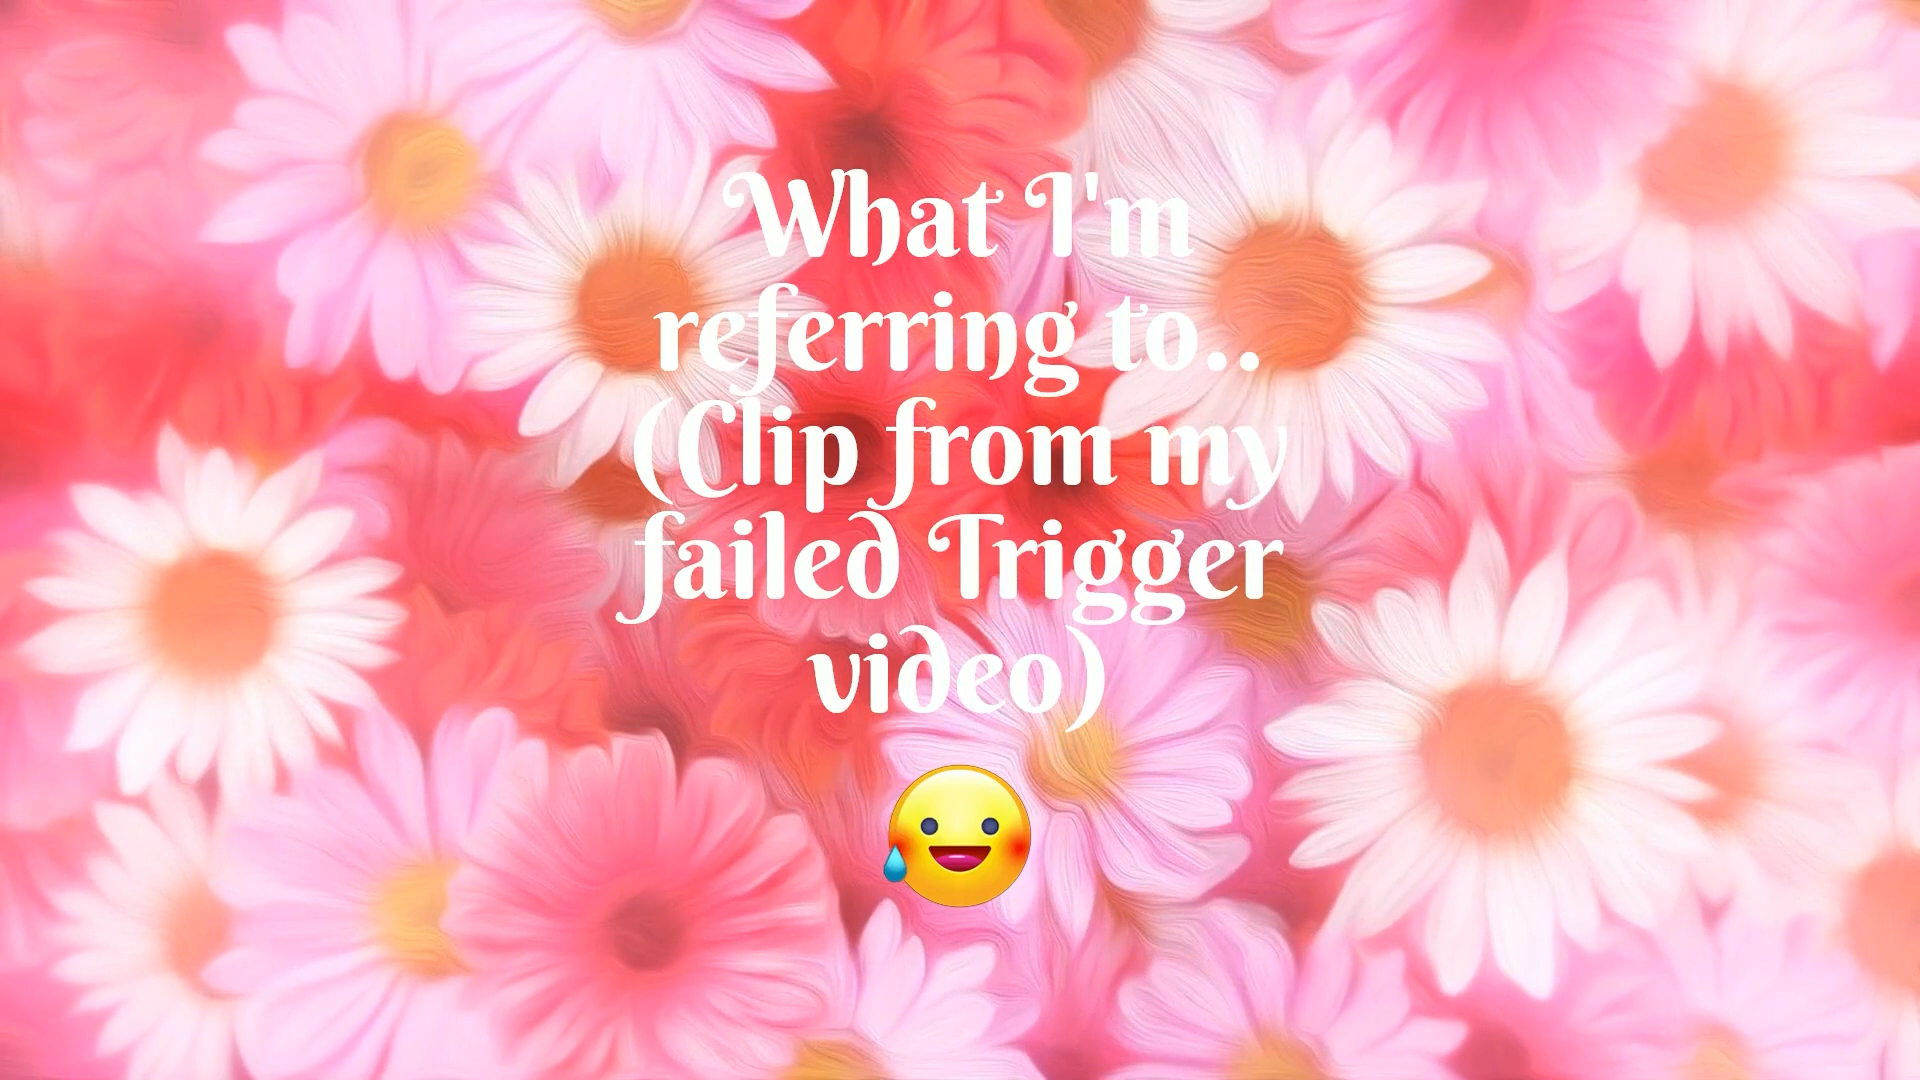 What I'm
referring to..
(Clip from my
failed Trigger
video)